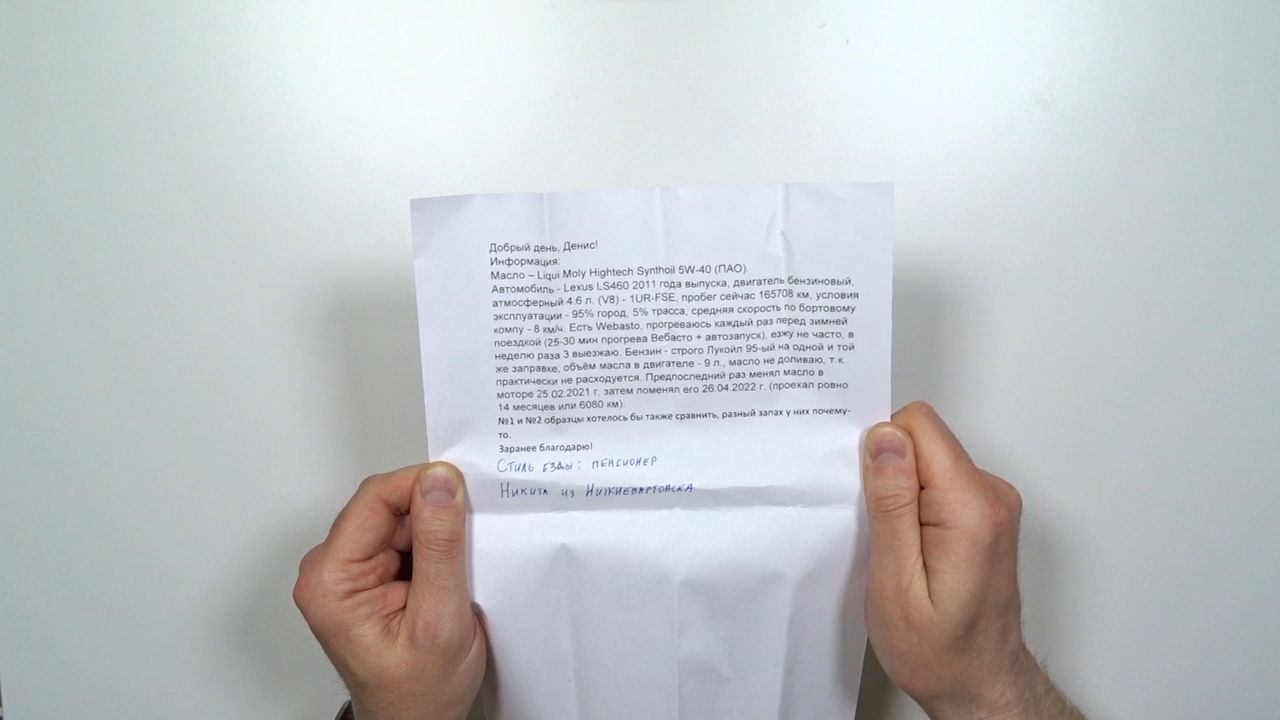 Добрый день, Денис!
Информация:
Масло – Liqui Moly Hightech Synthoil 5W-40 (ПАО).
Автомобиль - Lexus LS460 2011 года выпуска, двигатель бензиновый,
атмосферный 4.6 л. (V8) - 1UR-FSE, пробег сейчас 165708 км, условия
эксплуатации - 95% город, 5% трасса, средняя скорость по бортовому
компу - 8 км/ч. Есть Webasto, прогреваюсь каждый раз перед зимней
поездкой (25-30 мин прогрева Вебасто + автозапуск), езжу не часто, в
неделю раза 3 выезжаю. Бензин - строго Лукойл 95-ый на одной и той
же заправке, объём масла в двигателе - 9 л., масло не доливаю, т.к.
практически не расходуется. Предпоследний раз менял масло в
моторе 25.02.2021 г. затем поменял его 26.04.2022 г. (проехал ровно
14 месяцев или 6080 км).
№1 и №2 образцы хотелось бы также сравнить, разный запах у них почему-
то.
Заранее благодарю!
Стиль езды: пенсионер
Никита из Нижневартовска